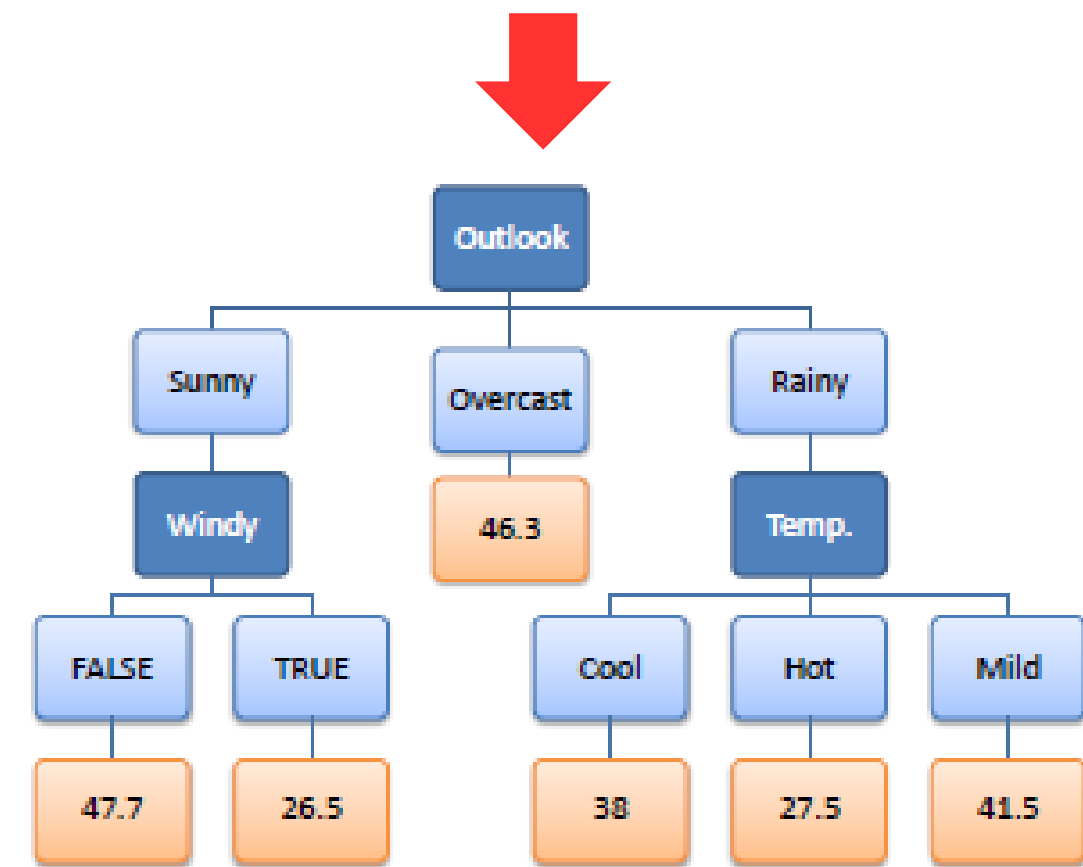 Outlook
Sunny
Overcast
Rainy
Windy
46.3
Temp.
FALSE
TRUE
Cool
Hot
Mild
47.7
26.5
38
27.5
41.5